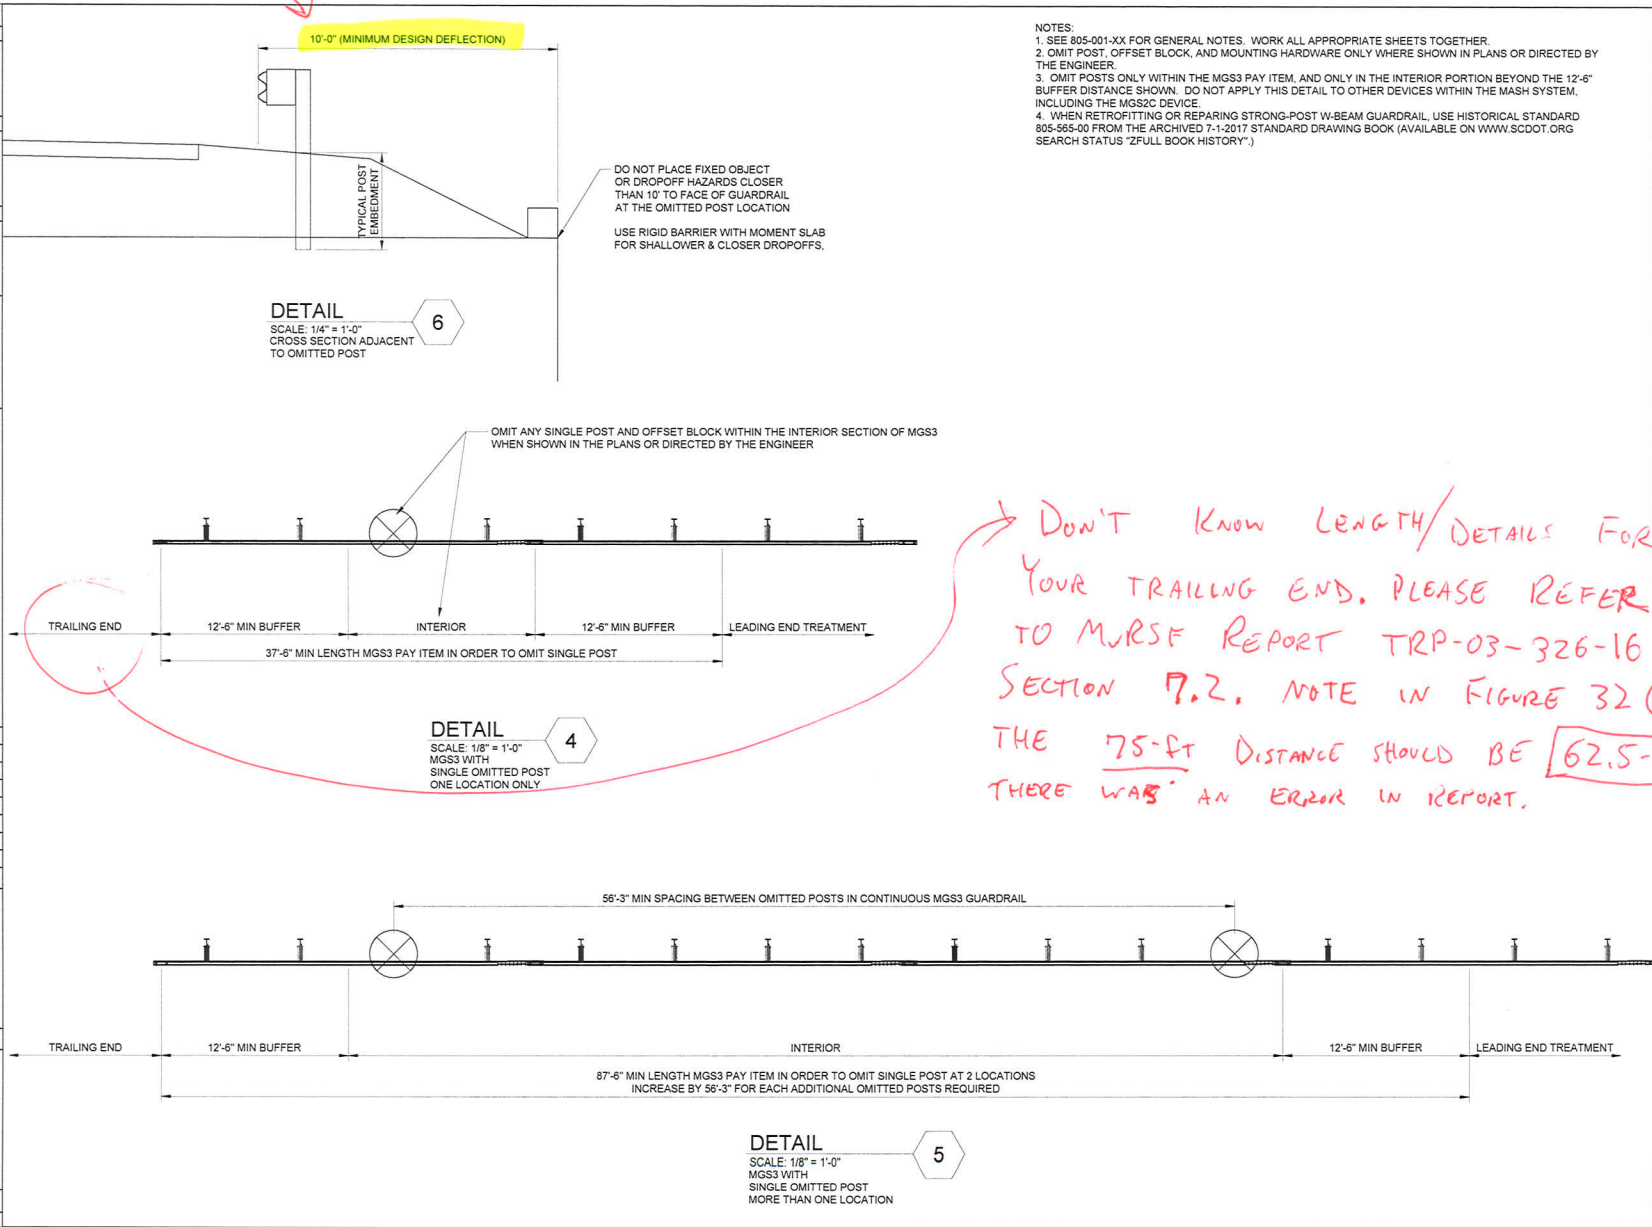 10'-0" (MINIMUM DESIGN DEFLECTION)
NOTES:
1. SEE 805-001-XX FOR GENERAL NOTES. WORK ALL APPROPRIATE SHEETS TOGETHER.
2. OMIT POST, OFFSET BLOCK, AND MOUNTING HARDWARE ONLY WHERE SHOWN IN PLANS OR DIRECTED BY
THE ENGINEER.
3. OMIT POSTS ONLY WITHIN THE MGS3 PAY ITEM, AND ONLY IN THE INTERIOR PORTION BEYOND THE 12'-6"
BUFFER DISTANCE SHOWN. DO NOT APPLY THIS DETAIL TO OTHER DEVICES WITHIN THE MASH SYSTEM,
INCLUDING THE MGS2C DEVICE.
4. WHEN RETROFITTING OR REPARING STRONG-POST W-BEAM GUARDRAIL, USE HISTORICAL STANDARD
805-565-00 FROM THE ARCHIVED 7-1-2017 STANDARD DRAWING BOOK (AVAILABLE ON WWW.SCDOT.ORG
SEARCH STATUS "ZFULL BOOK HISTORY".)
TYPICAL POST
EMBEDMENT
DO NOT PLACE FIXED OBJECT
OR DROPOFF HAZARDS CLOSER
THAN 10' TO FACE OF GUARDRAIL
AT THE OMITTED POST LOCATION
USE RIGID BARRIER WITH MOMENT SLAB
FOR SHALLOWER & CLOSER DROPOFFS.
DETAIL
6
SCALE: 1/4" = 1'-0"
CROSS SECTION ADJACENT
TO OMITTED POST
OMIT ANY SINGLE POST AND OFFSET BLOCK WITHIN THE INTERIOR SECTION OF MGS3
WHEN SHOWN IN THE PLANS OR DIRECTED BY THE ENGINEER
TRAILING END
12'-6" MIN BUFFER
INTERIOR
12'-6" MIN BUFFER
LEADING END TREATMENT
37'-6" MIN LENGTH MGS3 PAY ITEM IN ORDER TO OMIT SINGLE POST
DETAIL
4
SCALE: 1/8" = 1'-0"
MGS3 WITH
SINGLE OMITTED POST
ONE LOCATION ONLY
DON'T KNOW LENGTH/DETAILS FOR
YOUR TRAILING END. PLEASE REFER
TO MWRSF REPORT TRP-03-326-16
SECTION 7.2. NOTE IN FIGURE 32 (
THE 75-ft DISTANCE SHOULD BE 62.5-
THERE WAS AN ERROR IN REPORT.
56'-3" MIN SPACING BETWEEN OMITTED POSTS IN CONTINUOUS MGS3 GUARDRAIL
TRAILING END
12'-6" MIN BUFFER
INTERIOR
12'-6" MIN BUFFER
LEADING END TREATMENT
87'-6" MIN LENGTH MGS3 PAY ITEM IN ORDER TO OMIT SINGLE POST AT 2 LOCATIONS
INCREASE BY 56'-3" FOR EACH ADDITIONAL OMITTED POSTS REQUIRED
DETAIL
5
SCALE: 1/8" = 1'-0"
MGS3 WITH
SINGLE OMITTED POST
MORE THAN ONE LOCATION